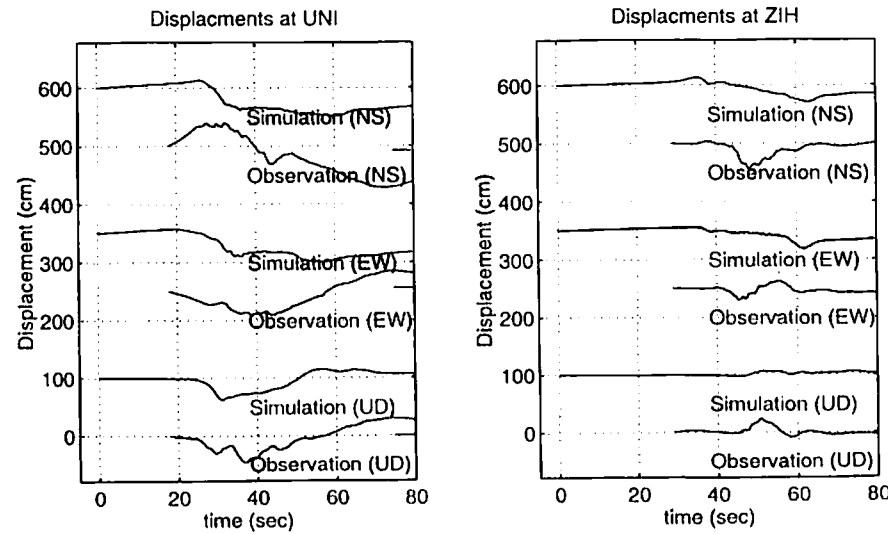 Displacments at UNI
Displacments at ZIH
Displacement (cm)
600
500
400
300
200
100
0
Simulation (NS)
Observation (NS)
Simulation (EW)
Observation (EW)
Simulation (UD)
Observation (UD)
0
20
40
60
80
time (sec)
Displacement (cm)
600
500
400
300
200
100
0
Simulation (NS)
Observation (NS)
Simulation (EW)
Observation (EW)
Simulation (UD)
Observation (UD)
0
20
40
60
80
time (sec)